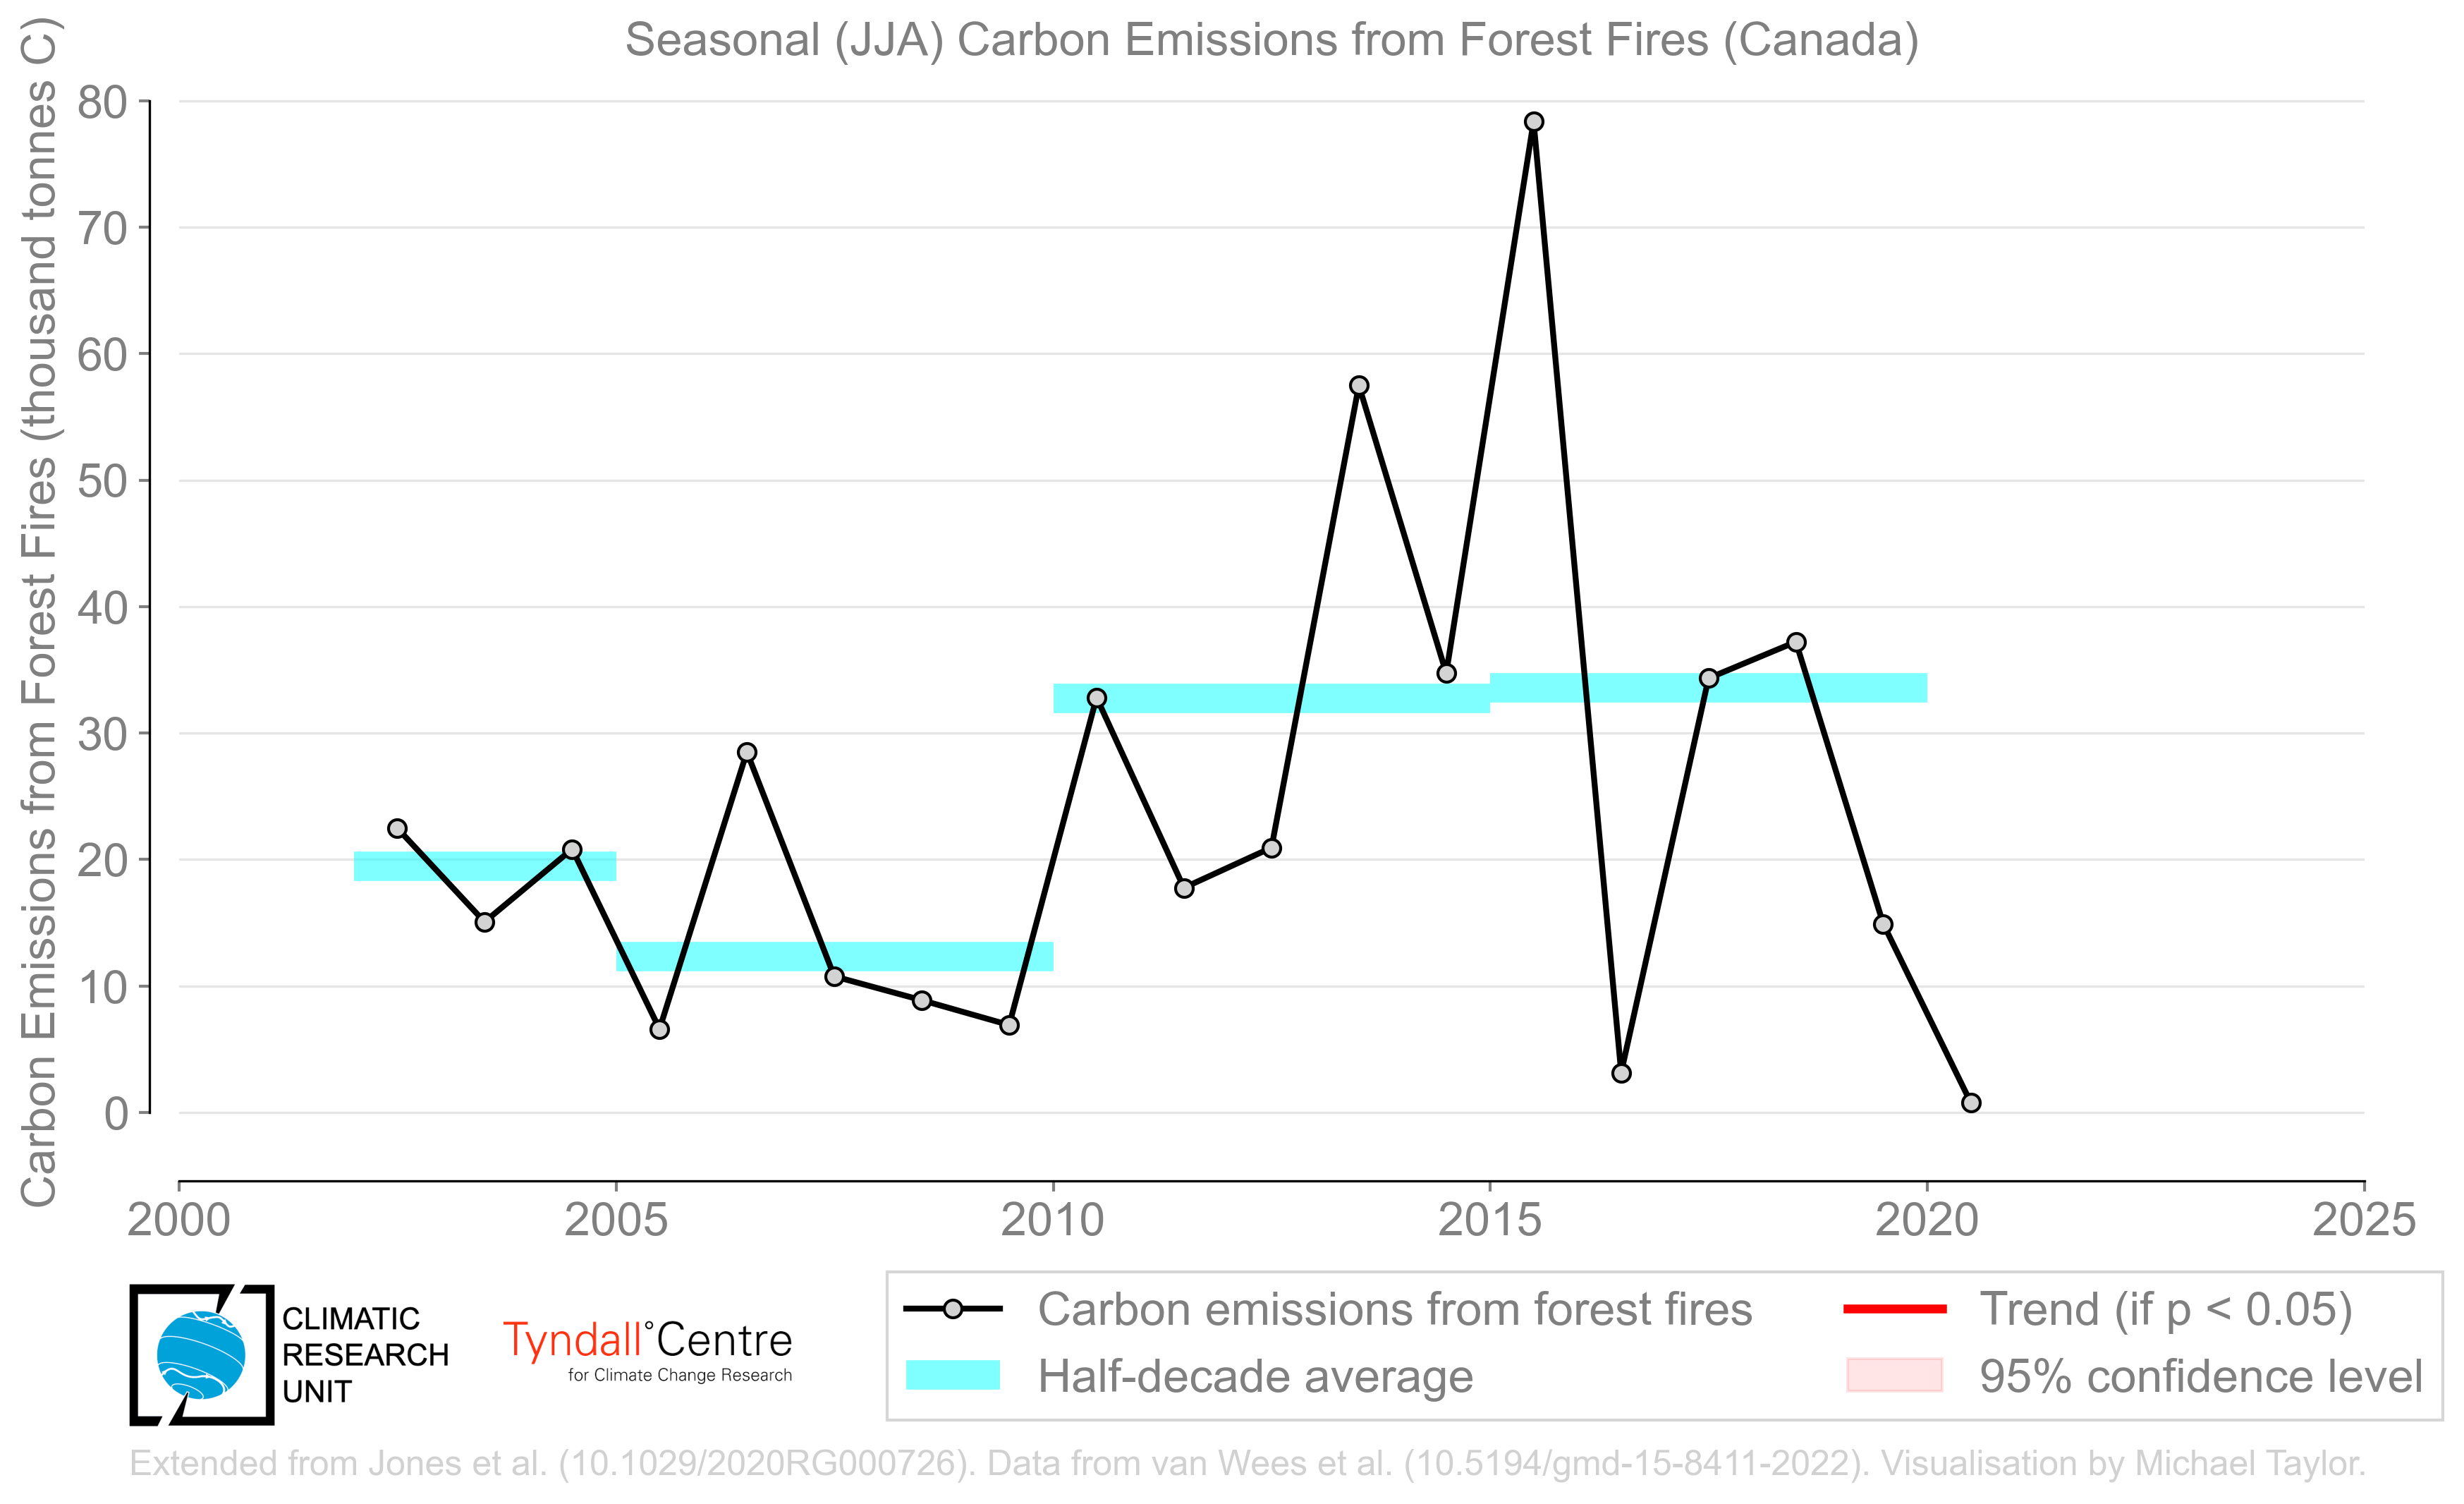 Seasonal (JJA) Carbon Emissions from Forest Fires (Canada)
Carbon Emissions from Forest Fires (thousand tonnes C)
80
70
60
50
40
30
20
10
0
2000 2005 2010 2015 2020 2025
CLIMATIC
RESEARCH
UNIT
Tyndall°Centre
for Climate Change Research
Carbon emissions from forest fires
Half-decade average
Trend (if p < 0.05)
95% confidence level
Extended from Jones et al. (10.1029/2020RG000726). Data from van Wees et al. (10.5194/gmd-15-8411-2022). Visualisation by Michael Taylor.